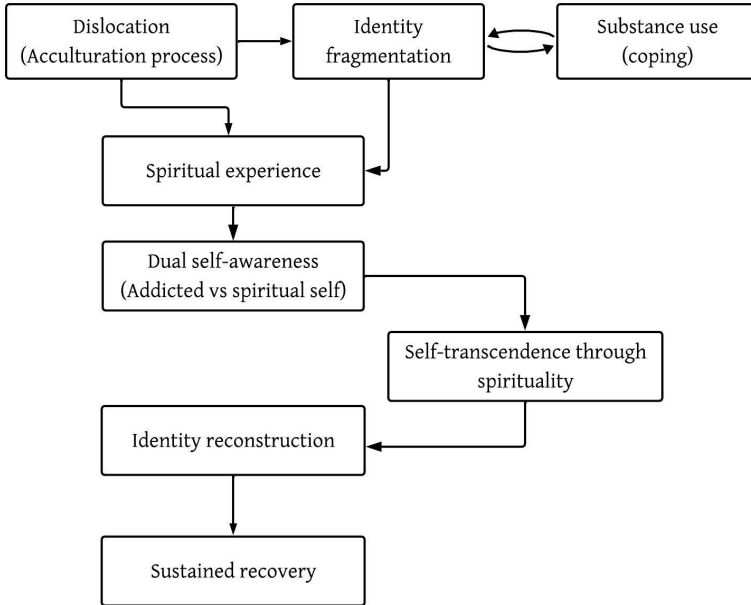 Dislocation
(Acculturation process)
Identity
fragmentation
Substance use
(coping)
Spiritual experience
Dual self-awareness
(Addicted vs spiritual self)
Self-transcendence through
spirituality
Identity reconstruction
Sustained recovery